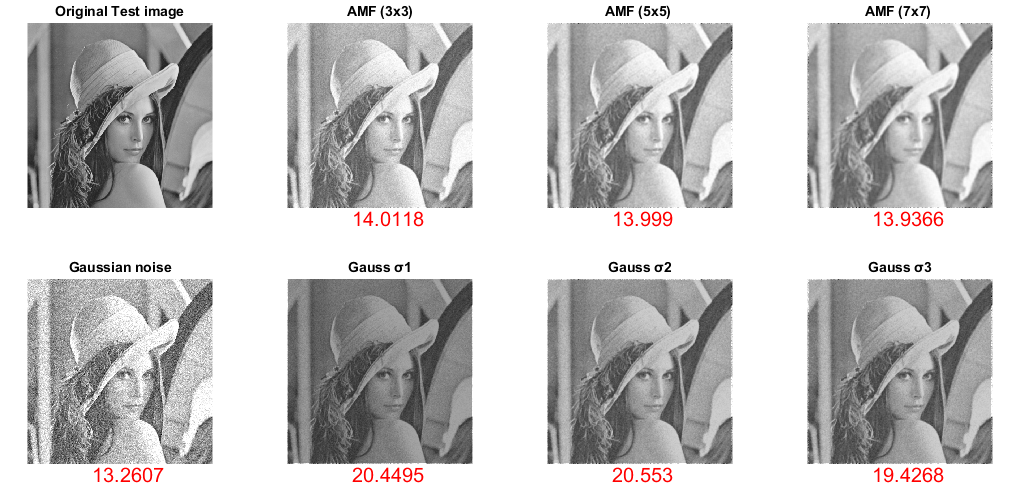 Original Test image
AMF (3x3)
AMF (5x5)
AMF (7x7)
14.0118
13.999
13.9366
Gaussian noise
Gauss σ1
Gauss σ2
Gauss σ3
13.2607
20.4495
20.553
19.4268